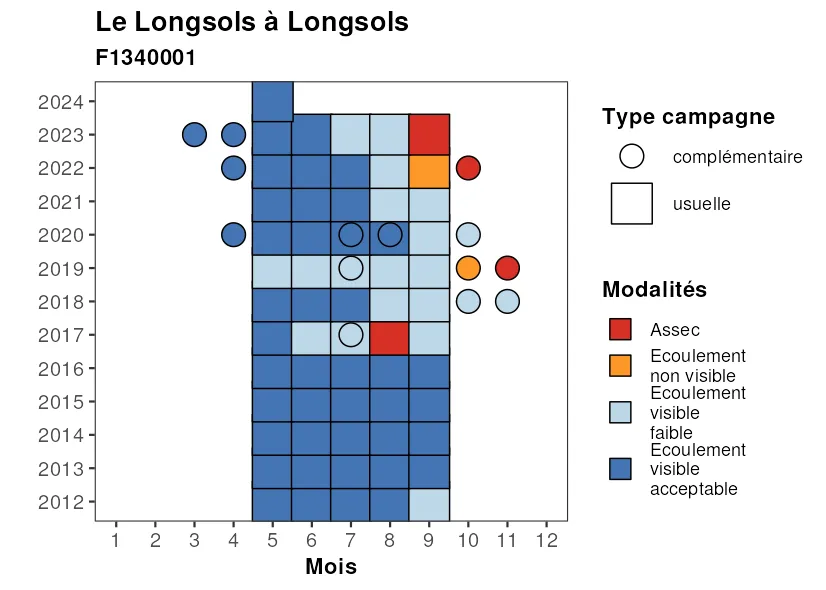 Le Longsols à Longsols
F1340001
2024
2023
2022
2021
2020
2019
2018
2017
2016
2015
2014
2013
2012
1 2 3 4 5 6 7 8 9 10 11 12
Mois
Type campagne
complémentaire
usuelle
Modalités
Assec
Ecoulement
non visible
Ecoulement
visible
faible
Ecoulement
visible
acceptable